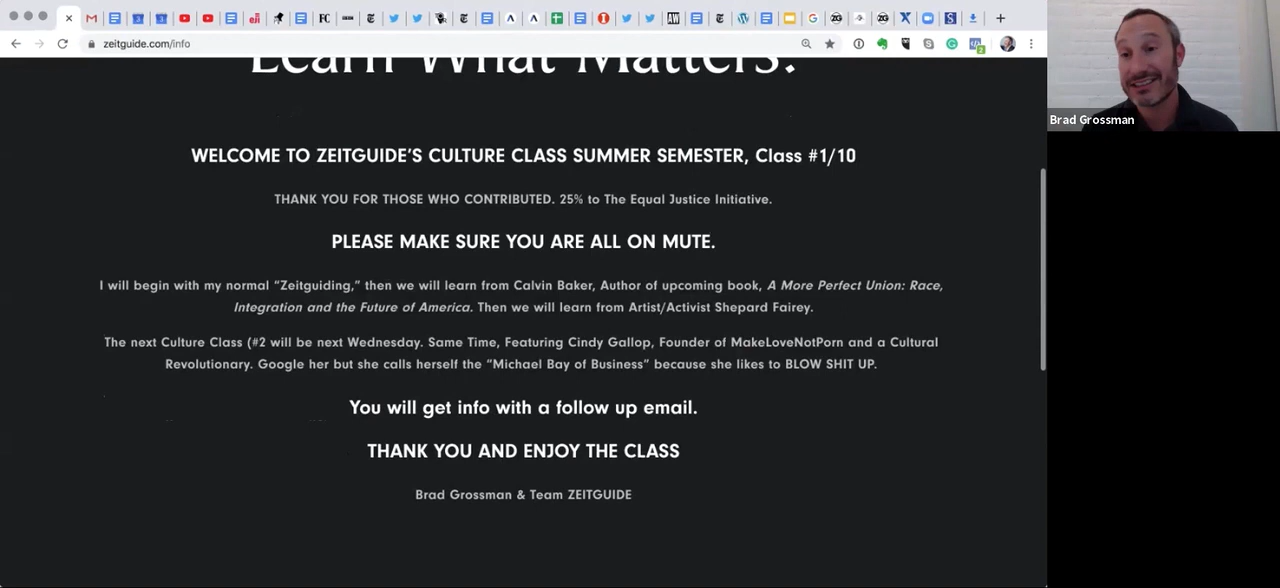 zeitguide.com/info
Learn What Matters.
WELCOME TO ZEITGUIDE'S CULTURE CLASS SUMMER SEMESTER, Class #1/10
THANK YOU FOR THOSE WHO CONTRIBUTED. 25% to The Equal Justice Initiative.
PLEASE MAKE SURE YOU ARE ALL ON MUTE.
I will begin with my normal “Zeitguiding,” then we will learn from Calvin Baker, Author of upcoming book, A More Perfect Union: Race,
Integration and the Future of America. Then we will learn from Artist/Activist Shepard Fairey.
The next Culture Class (#2 will be next Wednesday. Same Time, Featuring Cindy Gallop, Founder of MakeLoveNotPorn and a Cultural
Revolutionary. Google her but she calls herself the “Michael Bay of Business” because she likes to BLOW SHIT UP.
You will get info with a follow up email.
THANK YOU AND ENJOY THE CLASS
Brad Grossman & Team ZEITGUIDE
Brad Grossman